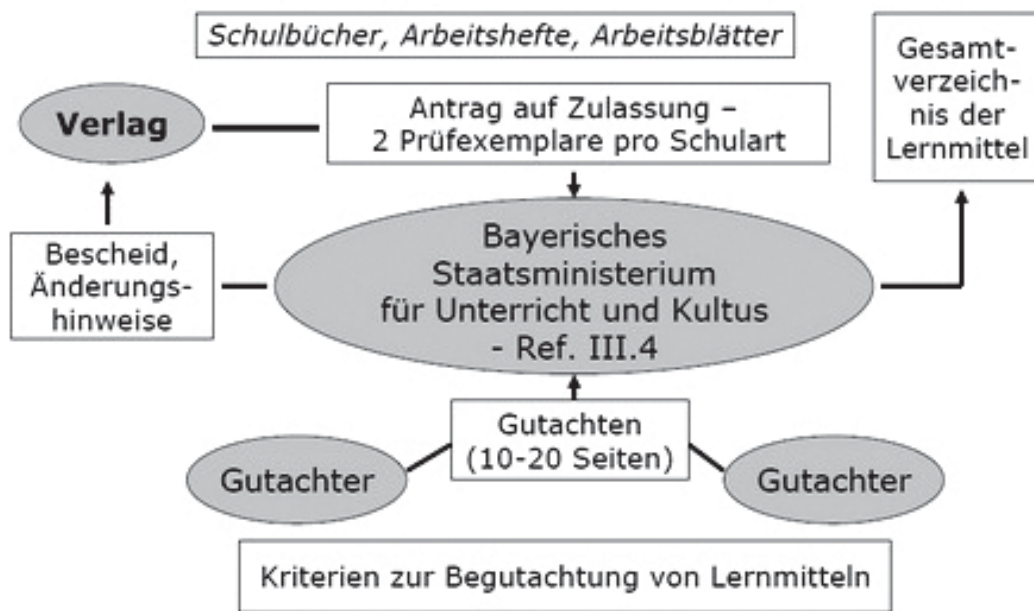 Schulbücher, Arbeitshefte, Arbeitsblätter
Gesamt-
verzeich-
nis der
Lernmittel
Verlag
Antrag auf Zulassung –
2 Prüfexemplare pro Schulart
Bescheid,
Änderungs-
hinweise
Bayerisches
Staatsministerium
für Unterricht und Kultus
- Ref. III.4
Gutachten
(10-20 Seiten)
Gutachter
Gutachter
Kriterien zur Begutachtung von Lernmitteln